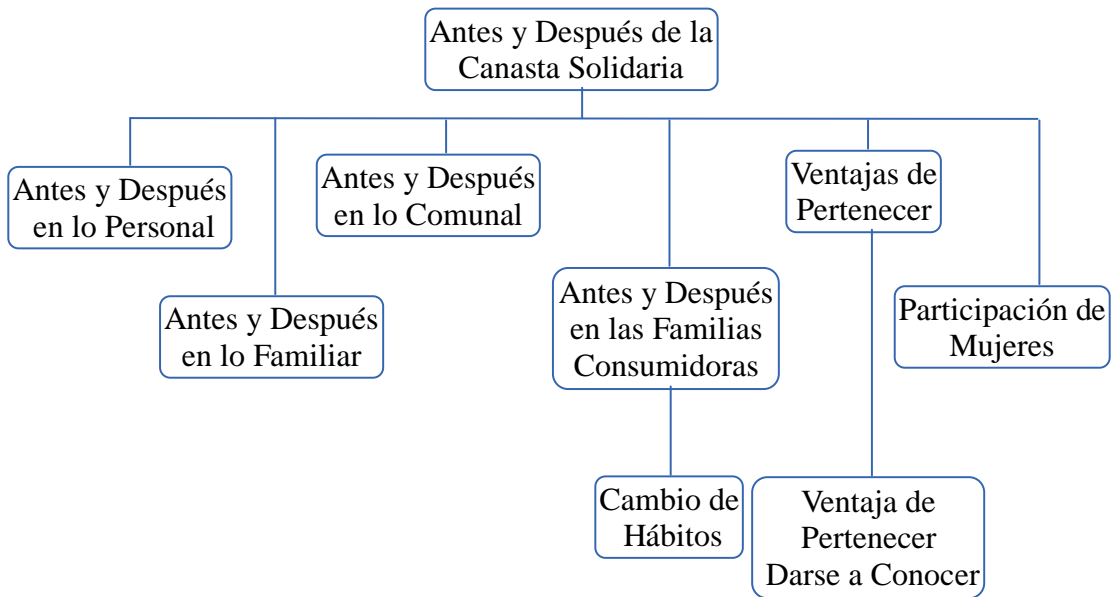 Antes y Después de la
Canasta Solidaria
Antes y Después
en lo Personal
Antes y Después
en lo Familiar
Antes y Después
en lo Comunal
Antes y Después
en las Familias
Consumidoras
Cambio de
Hábitos
Ventajas de
Pertenecer
Ventaja de
Pertenecer
Darse a Conocer
Participación de
Mujeres